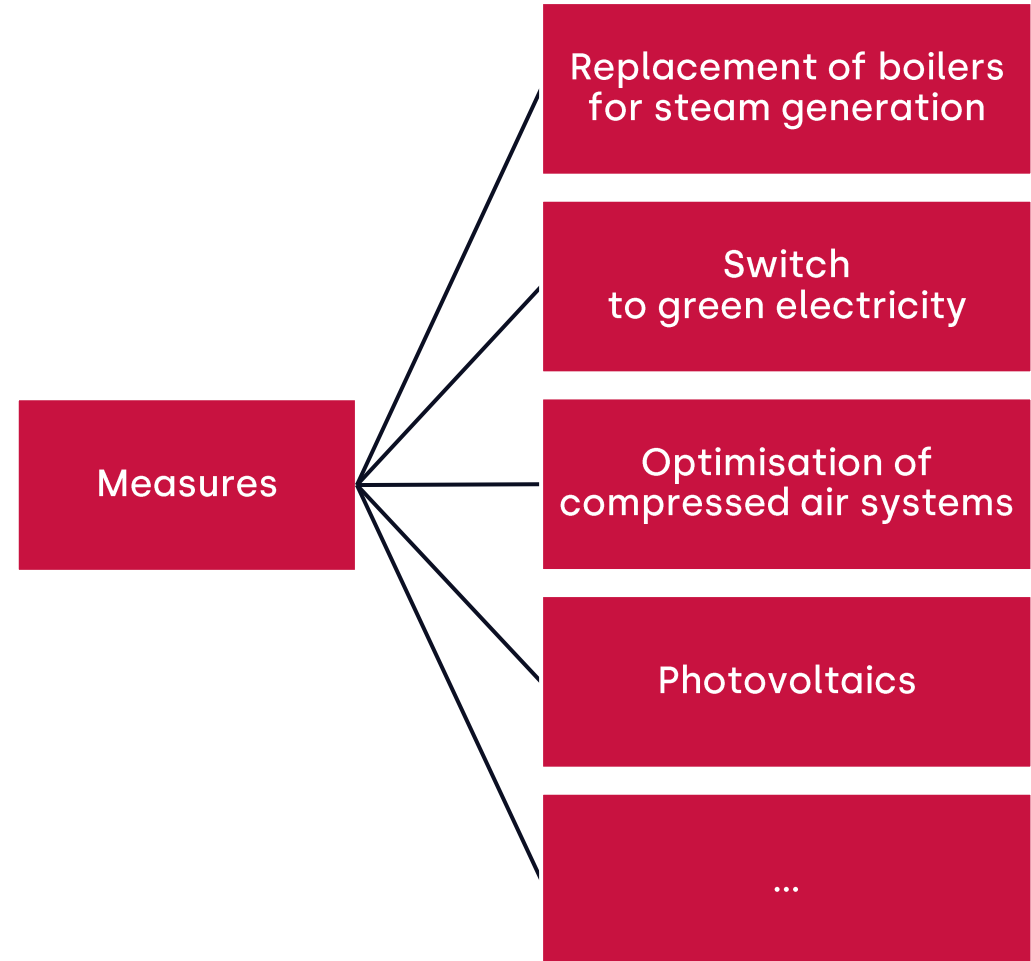 Replacement of boilers
for steam generation
Switch
to green electricity
Measures
Optimisation of
compressed air systems
Photovoltaics
...